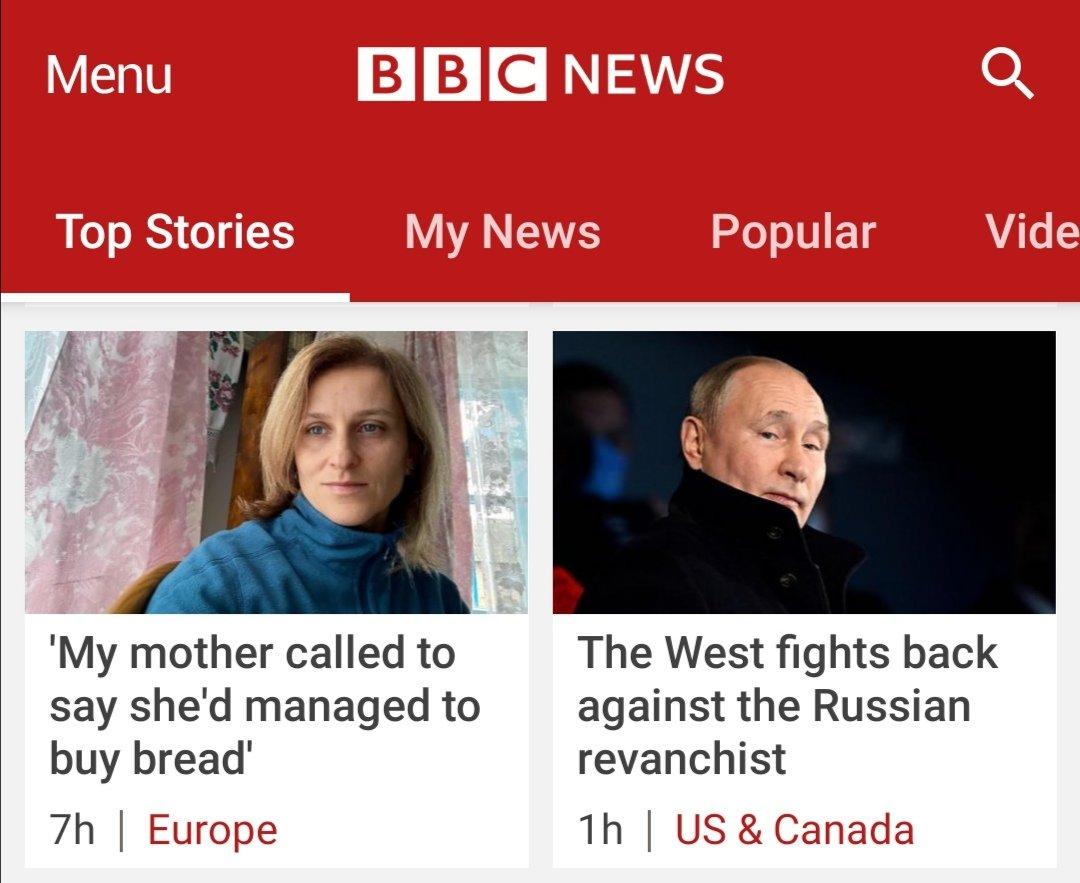 Menu
BBC NEWS
Top Stories
My News
Popular
Vide
'My mother called to
say she'd managed to
buy bread'
7h | Europe
The West fights back
against the Russian
revanchist
1h | US & Canada